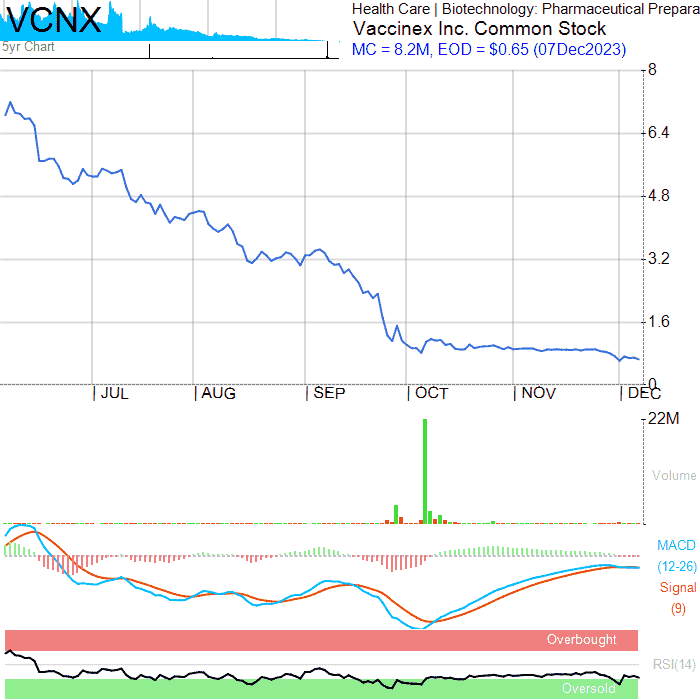 VCNX
5yr Chart
Health Care | Biotechnology: Pharmaceutical Prepara
Vaccinex Inc. Common Stock
MC = 8.2M, EOD = $0.65 (07Dec2023)
8
6.4
4.8
3.2
1.6
0
JUL AUG SEP OCT NOV DEC
22M
Volume
MACD
(12-26)
Signal
(9)
Overbought
RSI(14)
Oversold